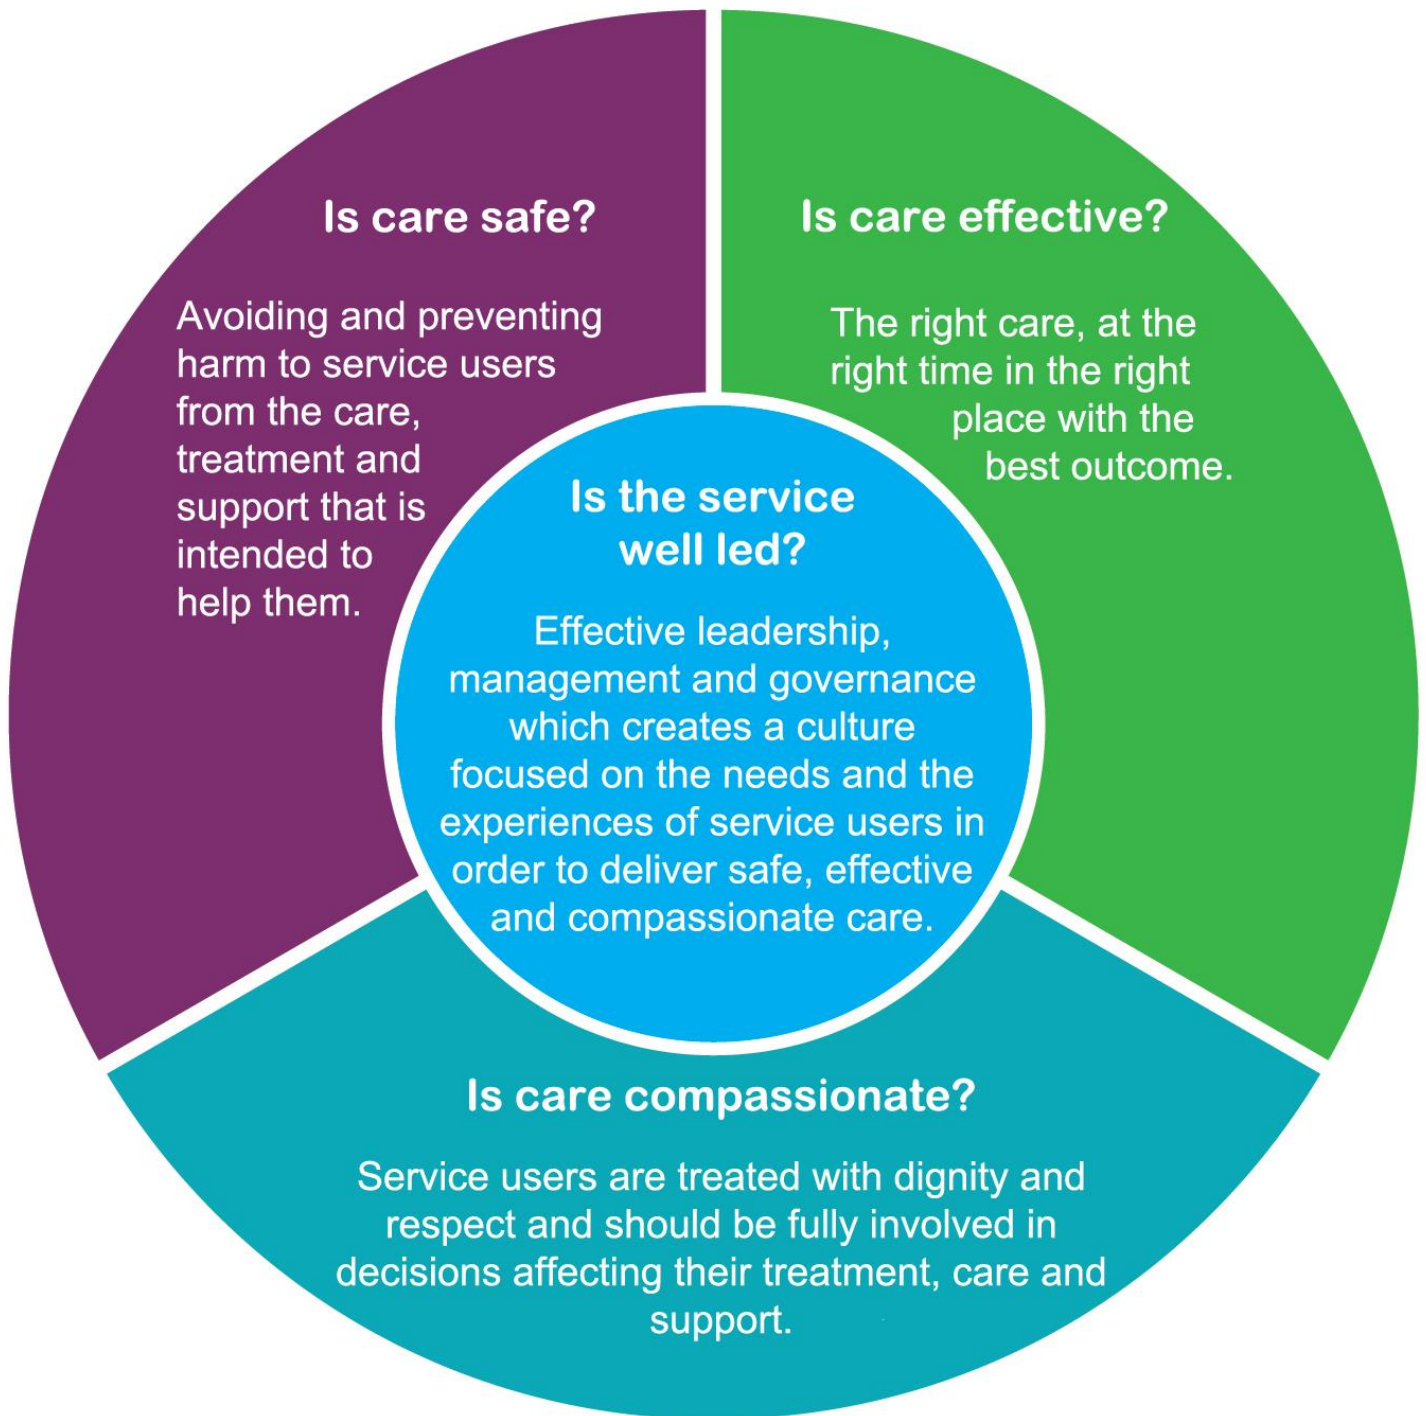 Is care safe?
Avoiding and preventing
harm to service users
from the care,
treatment and
support that is
intended to
help them.
Is care effective?
The right care, at the
right time in the right
place with the
best outcome.
Is the service
well led?
Effective leadership,
management and governance
which creates a culture
focused on the needs and the
experiences of service users in
order to deliver safe, effective
and compassionate care.
Is care compassionate?
Service users are treated with dignity and
respect and should be fully involved in
decisions affecting their treatment, care and
support.